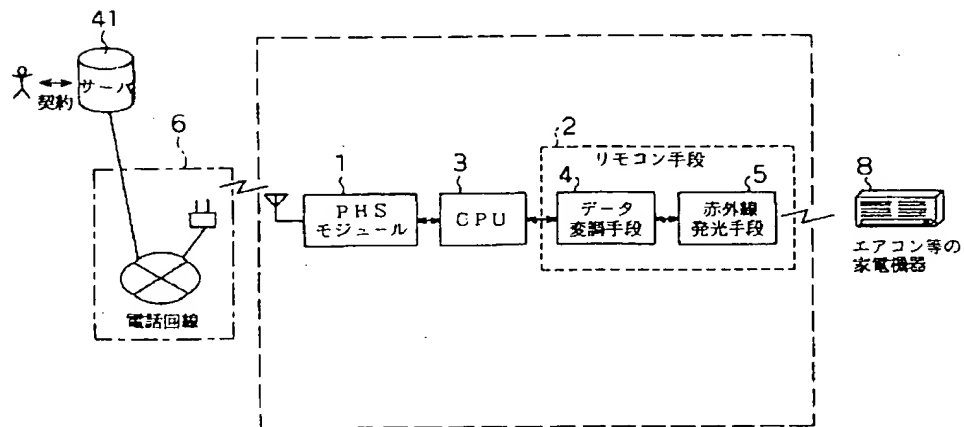 41
サーバ
契約
6
電話回線
1
PHS
モジュール
3
CPU
2
リモコン手段
4
データ
変調手段
5
赤外線
発光手段
8
エアコン等の
家電機器